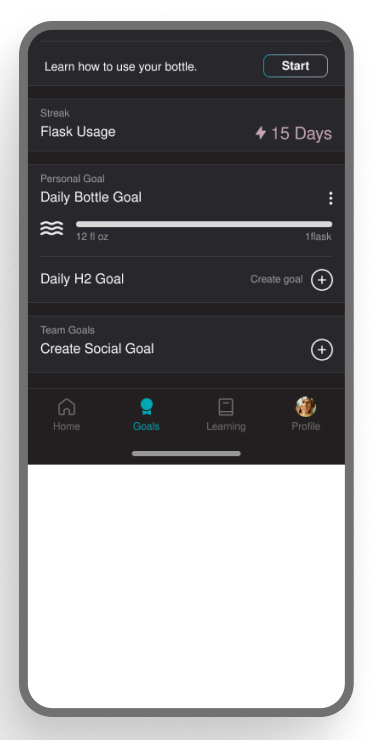 Learn how to use your bottle.
Start
Streak
Flask Usage
15 Days
Personal Goal
Daily Bottle Goal
12 fl oz
1flask
Daily H2 Goal
Create goal
Team Goals
Create Social Goal
Home
Goals
Learning
Profile